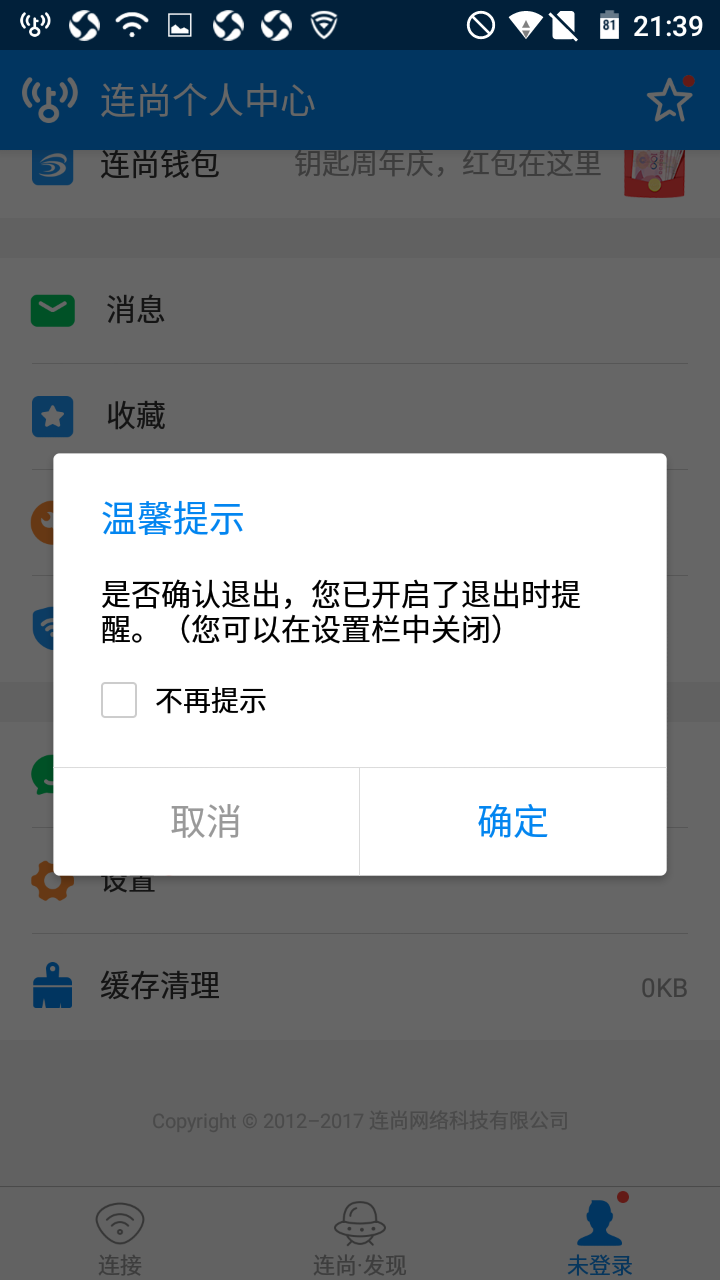 81 21:39
连尚个人中心
连尚钱包 钥匙周年庆，红包在这里
消息
收藏
温馨提示
是否确认退出，您已开启了退出时提
醒。（您可以在设置栏中关闭）
不再提示
取消 确定
设置
缓存清理 0KB
Copyright © 2012–2017 连尚网络科技有限公司
连接 连尚·发现 未登录